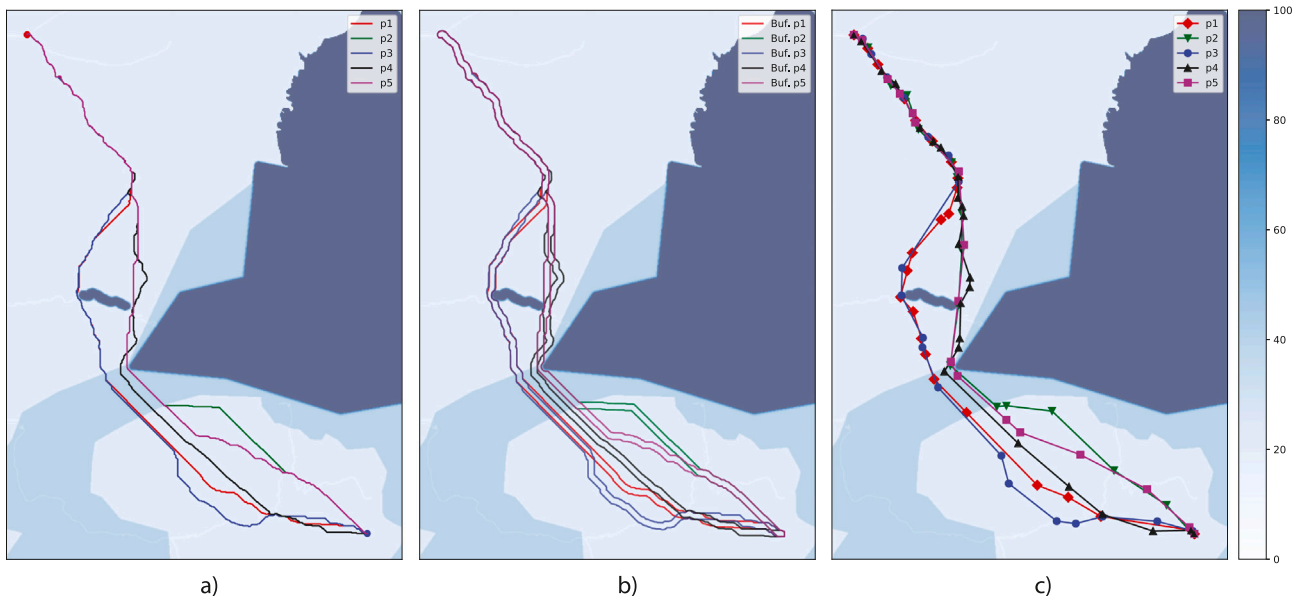 p1
p2
p3
p4
p5
Buf. p1
Buf. p2
Buf. p3
Buf. p4
Buf. p5
p1
p2
p3
p4
p5
100
80
60
40
20
0
a)
b)
c)